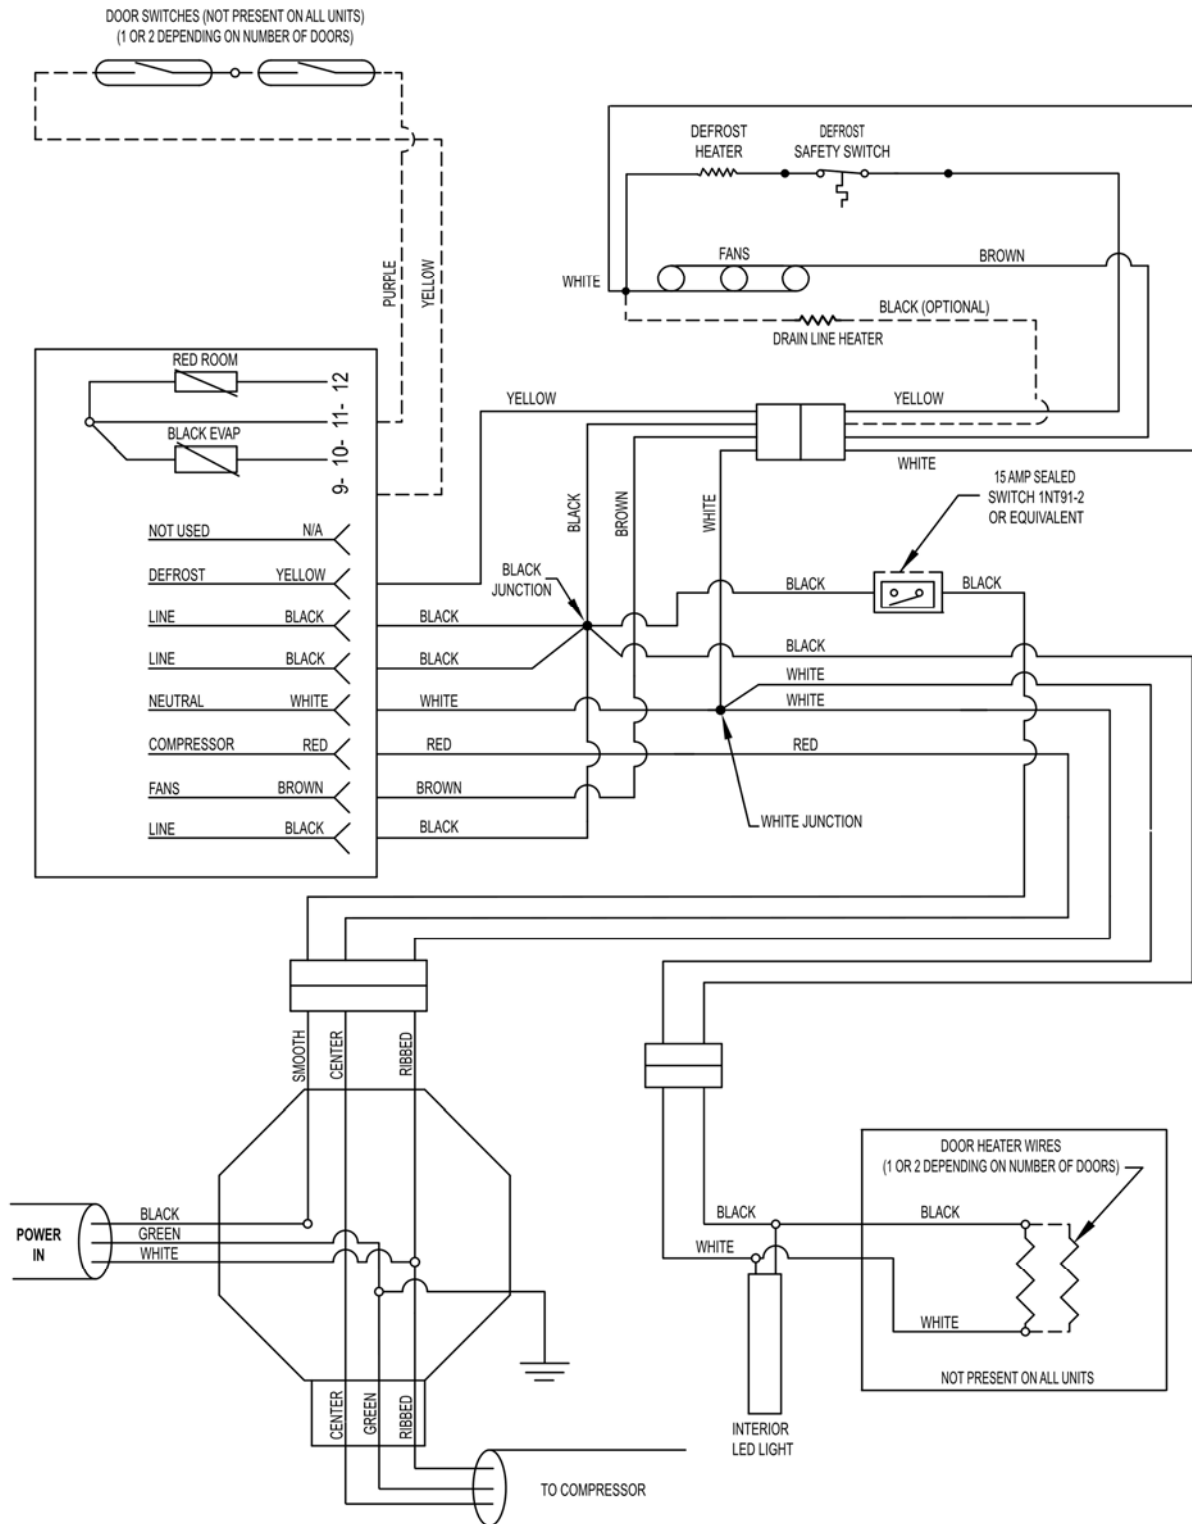 DOOR SWITCHES (NOT PRESENT ON ALL UNITS)
(1 OR 2 DEPENDING ON NUMBER OF DOORS)
DEFROST
HEATER
DEFROST
SAFETY SWITCH
FANS
BROWN
WHITE
BLACK (OPTIONAL)
DRAIN LINE HEATER
PURPLE
YELLOW
RED ROOM
12
11-
BLACK EVAP
10-
9-
YELLOW
YELLOW
WHITE
15 AMP SEALED
SWITCH 1NT91-2
OR EQUIVALENT
BLACK
BROWN
WHITE
NOT USED N/A
DEFROST YELLOW
BLACK
JUNCTION
BLACK
BLACK
LINE BLACK
BLACK
BLACK
LINE BLACK
BLACK
WHITE
NEUTRAL WHITE
WHITE
WHITE
COMPRESSOR RED
RED
RED
FANS BROWN
BROWN
WHITE JUNCTION
LINE BLACK
BLACK
SMOOTH
CENTER
RIBBED
DOOR HEATER WIRES
(1 OR 2 DEPENDING ON NUMBER OF DOORS)
POWER
IN
BLACK
GREEN
WHITE
BLACK
BLACK
WHITE
WHITE
NOT PRESENT ON ALL UNITS
CENTER
GREEN
RIBBED
INTERIOR
LED LIGHT
TO COMPRESSOR